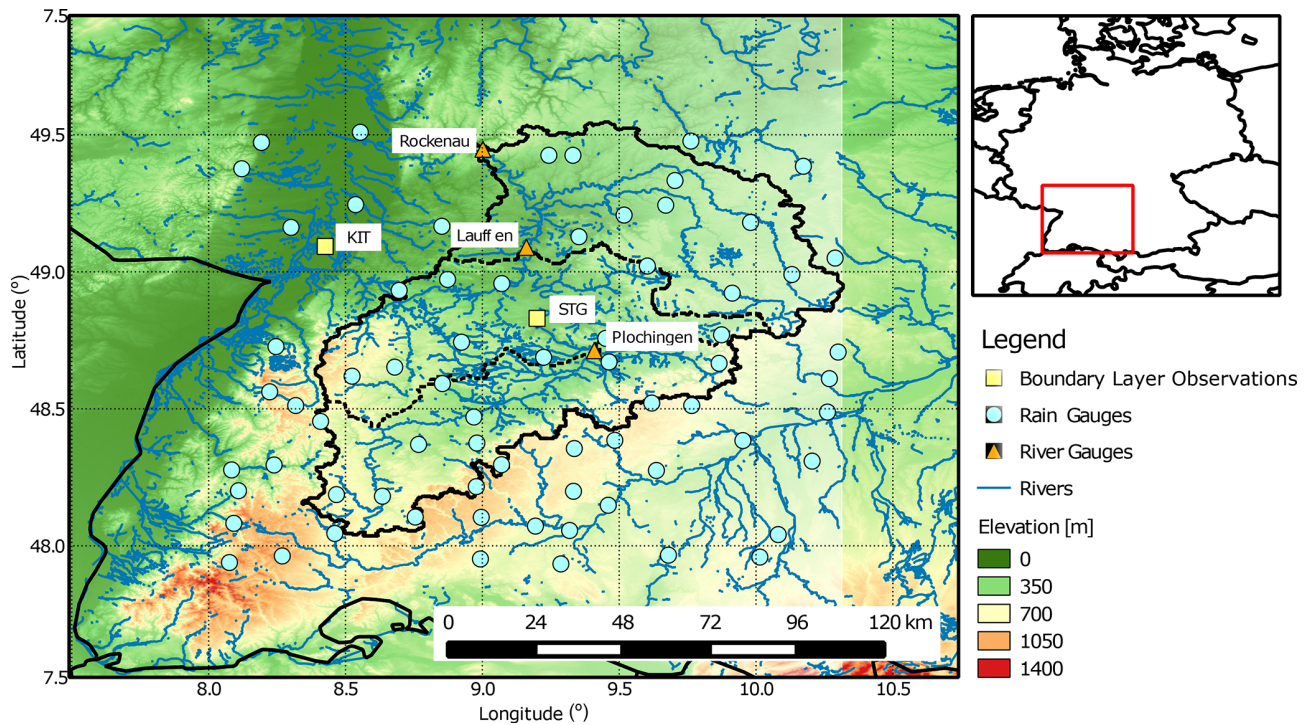 7.5
49.5
49.0
48.5
48.0
7.5
8.0
8.5
9.0
9.5
10.0
10.5
Latitude (°)
Longitude (°)
Rockenau
KIT
Lauff en
STG
Plochingen
0 24 48 72 96 120 km
Legend
Boundary Layer Observations
Rain Gauges
River Gauges
Rivers
Elevation [m]
0
350
700
1050
1400